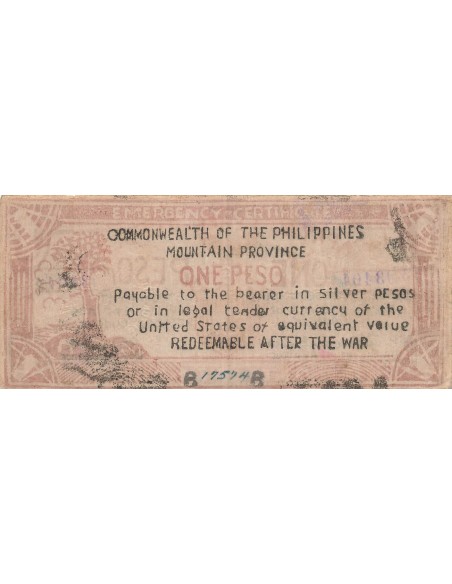 EMERGENCY CERTIFICATE
COMMONWEALTH OF THE PHILIPPINES
MOUNTAIN PROVINCE
ONE PESO
Payable to the bearer in silver pesos
or in legal tender currency of the
United States of equivalent value
REDEEMABLE AFTER THE WAR
B 17574 B